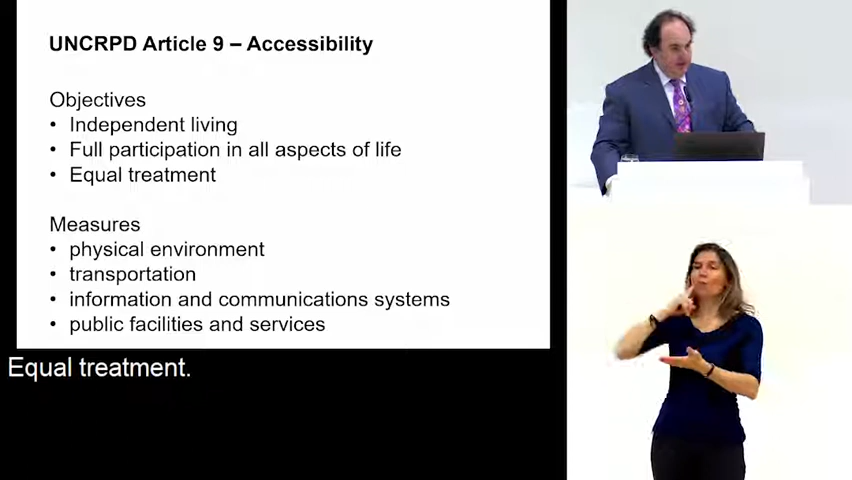 UNCRPD Article 9 – Accessibility
Objectives
• Independent living
• Full participation in all aspects of life
• Equal treatment
Measures
• physical environment
• transportation
• information and communications systems
• public facilities and services
Equal treatment.